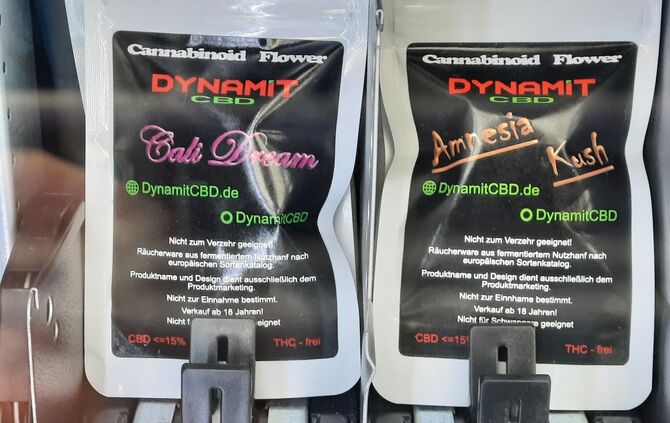 Cannabinoid Flower
DYNAMIT
CBD
Cali Dream
DynamitCBD.de
DynamitCBD
Nicht zum Verzehr geeignet!
Räucherware aus fermentiertem Nutzhanf nach
europäischen Sortenkatalog.
Produktname und Design dient ausschließlich dem
Produktmarketing.
Nicht zur Einnahme bestimmt.
Verkauf ab 18 Jahren!
Nicht geeignet
CBD <=15% THC - frei
Cannabinoid Flower
DYNAMIT
CBD
Amnesia
Kush
DynamitCBD.de
DynamitCBD
Nicht zum Verzehr geeignet!
Räucherware aus fermentiertem Nutzhanf nach
europäischen Sortenkatalog.
Produktname und Design dient ausschließlich dem
Produktmarketing.
Nicht zur Einnhame bestimmt.
Verkauf ab 18 Jahren!
Nicht für Schwangere geeignet
CBD THC - frei